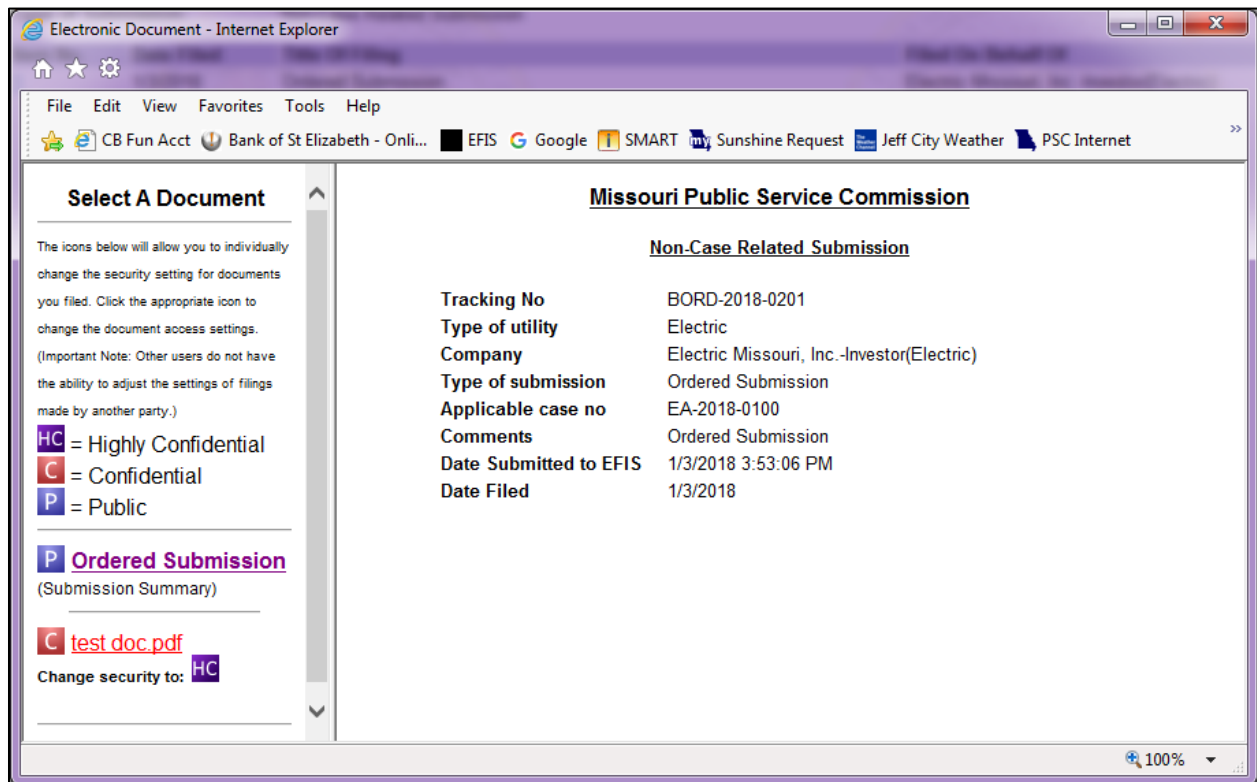 Electronic Document - Internet Explorer
File Edit View Favorites Tools Help
CB Fun Acct Bank of St Elizabeth - Onli... EFIS Google SMART my Sunshine Request Jeff City Weather PSC Internet »
Select A Document
The icons below will allow you to individually
change the security setting for documents
you filed. Click the appropriate icon to
change the document access settings.
(Important Note: Other users do not have
the ability to adjust the settings of filings
made by another party.)
HC = Highly Confidential
C = Confidential
P = Public
P Ordered Submission
(Submission Summary)
C test doc.pdf
Change security to: HC
Missouri Public Service Commission
Non-Case Related Submission
Tracking No BORD-2018-0201
Type of utility Electric
Company Electric Missouri, Inc.-Investor(Electric)
Type of submission Ordered Submission
Applicable case no EA-2018-0100
Comments Ordered Submission
Date Submitted to EFIS 1/3/2018 3:53:06 PM
Date Filed 1/3/2018
100%